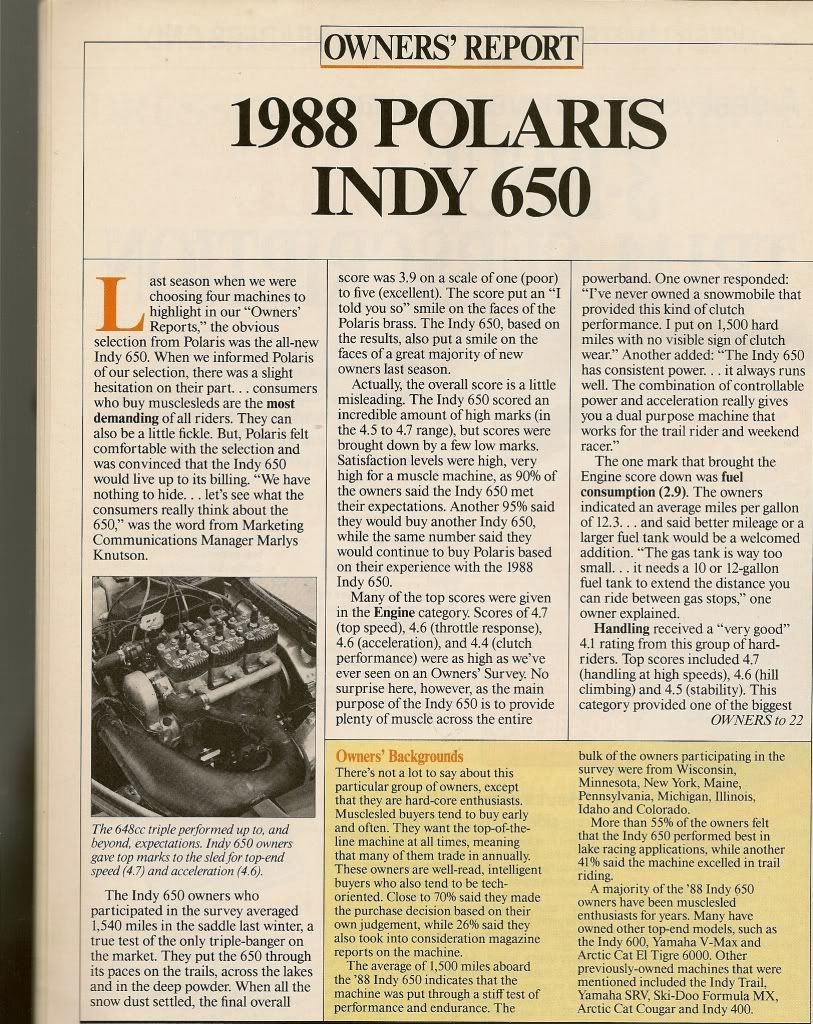 OWNERS' REPORT
1988 POLARIS
INDY 650
Last season when we were
choosing four machines to
highlight in our “Owners'
Reports,” the obvious
selection from Polaris was the all-new
Indy 650. When we informed Polaris
of our selection, there was a slight
hesitation on their part. . . consumers
who buy musclesleds are the most
demanding of all riders. They can
also be a little fickle. But, Polaris felt
comfortable with the selection and
was convinced that the Indy 650
would live up to its billing. “We have
nothing to hide. . . let's see what the
consumers really think about the
650,” was the word from Marketing
Communications Manager Marlys
Knutson.
The 648cc triple performed up to, and
beyond, expectations. Indy 650 owners
gave top marks to the sled for top-end
speed (4.7) and acceleration (4.6).
The Indy 650 owners who
participated in the survey averaged
1,540 miles in the saddle last winter, a
true test of the only triple-banger on
the market. They put the 650 through
its paces on the trails, across the lakes
and in the deep powder. When all the
snow dust settled, the final overall
score was 3.9 on a scale of one (poor)
to five (excellent). The score put an “I
told you so” smile on the faces of the
Polaris brass. The Indy 650, based on
the results, also put a smile on the
faces of a great majority of new
owners last season.
Actually, the overall score is a little
misleading. The Indy 650 scored an
incredible amount of high marks (in
the 4.5 to 4.7 range), but scores were
brought down by a few low marks.
Satisfaction levels were high, very
high for a muscle machine, as 90% of
the owners said the Indy 650 met
their expectations. Another 95% said
they would buy another Indy 650,
while the same number said they
would continue to buy Polaris based
on their experience with the 1988
Indy 650.
Many of the top scores were given
in the Engine category. Scores of 4.7
(top speed), 4.6 (throttle response),
4.6 (acceleration), and 4.4 (clutch
performance) were as high as we've
ever seen on an Owners' Survey. No
surprise here, however, as the main
purpose of the Indy 650 is to provide
plenty of muscle across the entire
powerband. One owner responded:
“I've never owned a snowmobile that
provided this kind of clutch
performance. I put on 1,500 hard
miles with no visible sign of clutch
wear.” Another added: “The Indy 650
has consistent power. . . it always runs
well. The combination of controllable
power and acceleration really gives
you a dual purpose machine that
works for the trail rider and weekend
racer.”
The one mark that brought the
Engine score down was fuel
consumption (2.9). The owners
indicated an average miles per gallon
of 12.3. . . and said better mileage or a
larger fuel tank would be a welcomed
addition. “The gas tank is way too
small. . . it needs a 10 or 12-gallon
fuel tank to extend the distance you
can ride between gas stops,” one
owner explained.
Handling received a “very good”
4.1 rating from this group of hard-
riders. Top scores included 4.7
(handling at high speeds), 4.6 (hill
climbing) and 4.5 (stability). This
category provided one of the biggest
OWNERS to 22
Owners' Backgrounds
There's not a lot to say about this
particular group of owners, except
that they are hard-core enthusiasts.
Musclesled buyers tend to buy early
and often. They want the top-of-the-
line machine at all times, meaning
that many of them trade in annually.
These owners are well-read, intelligent
buyers who also tend to be tech-
oriented. Close to 70% said they made
the purchase decision based on their
own judgement, while 26% said they
also took into consideration magazine
reports on the machine.
The average of 1,500 miles aboard
the '88 Indy 650 indicates that the
machine was put through a stiff test of
performance and endurance. The
bulk of the owners participating in the
survey were from Wisconsin,
Minnesota, New York, Maine,
Pennsylvania, Michigan, Illinois,
Idaho and Colorado.
More than 55% of the owners felt
that the Indy 650 performed best in
lake racing applications, while another
41% said the machine excelled in trail
riding.
A majority of the '88 Indy 650
owners have been musclesled
enthusiasts for years. Many have
owned other top-end models, such as
the Indy 600, Yamaha V-Max and
Arctic Cat El Tigre 6000. Other
previously-owned machines that were
mentioned included the Indy Trail,
Yamaha SRV, Ski-Doo Formula MX,
Arctic Cat Cougar and Indy 400.